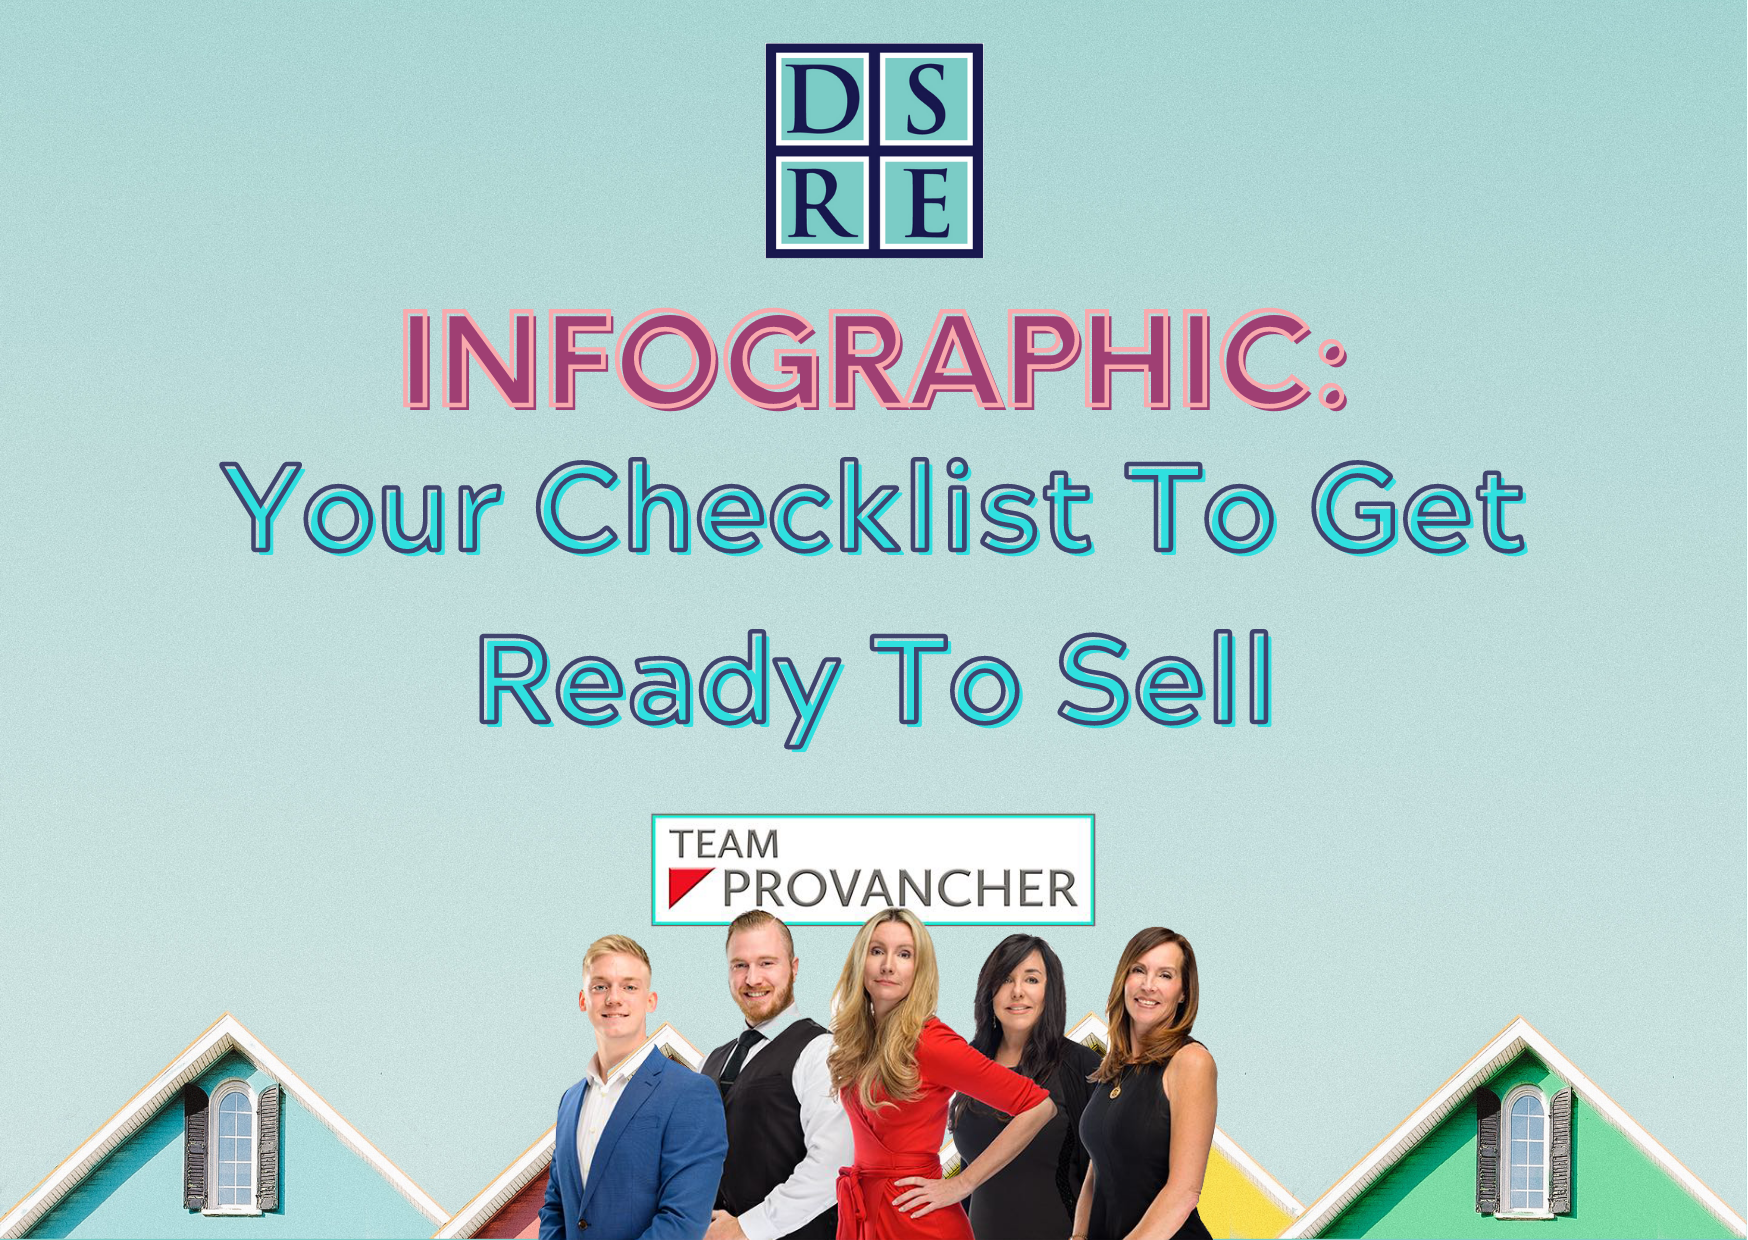 D S
R E
INFOGRAPHIC:
Your Checklist To Get
Ready To Sell
TEAM
PROVANCHER